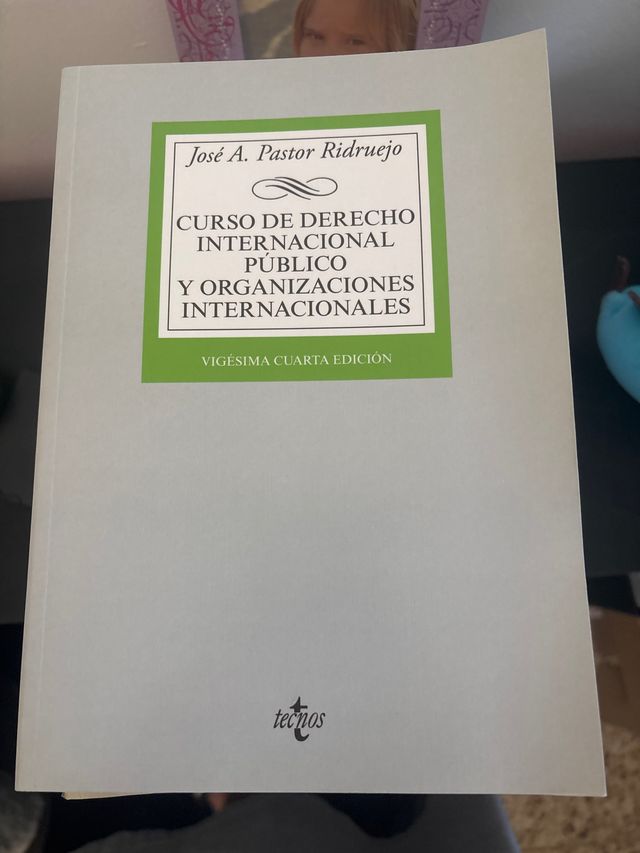 José A. Pastor Ridruejo
CURSO DE DERECHO
INTERNACIONAL
PÚBLICO
Y ORGANIZACIONES
INTERNACIONALES
VIGÉSIMA CUARTA EDICIÓN
tecnos